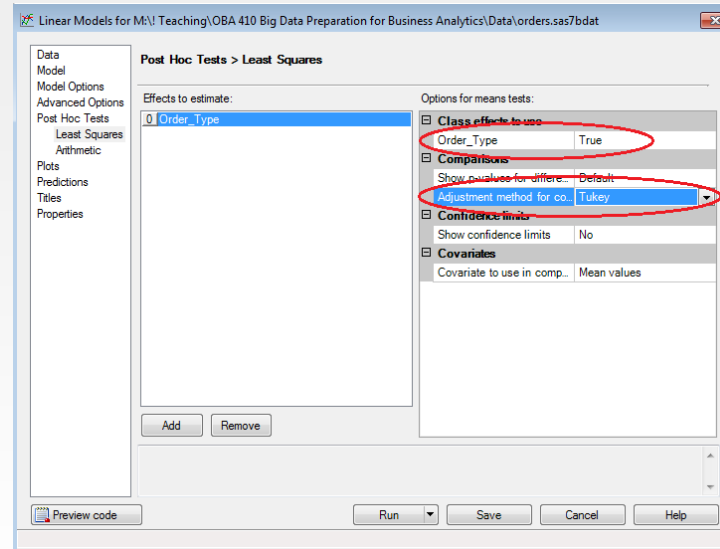 Linear Models for M:\! Teaching\OBA 410 Big Data Preparation for Business Analytics\Data\orders.sas7bdat
Data
Model
Model Options
Advanced Options
Post Hoc Tests
Least Squares
Arithmetic
Plots
Predictions
Titles
Properties
Post Hoc Tests > Least Squares
Effects to estimate:
0 Order_Type
Add Remove
Options for means tests:
Class effects to use
Order_Type True
Comparisons
Show p-values for differe... Default
Adjustment method for co... Tukey
Confidence limits
Show confidence limits No
Covariates
Covariate to use in comp... Mean values
Preview code Run Save Cancel Help